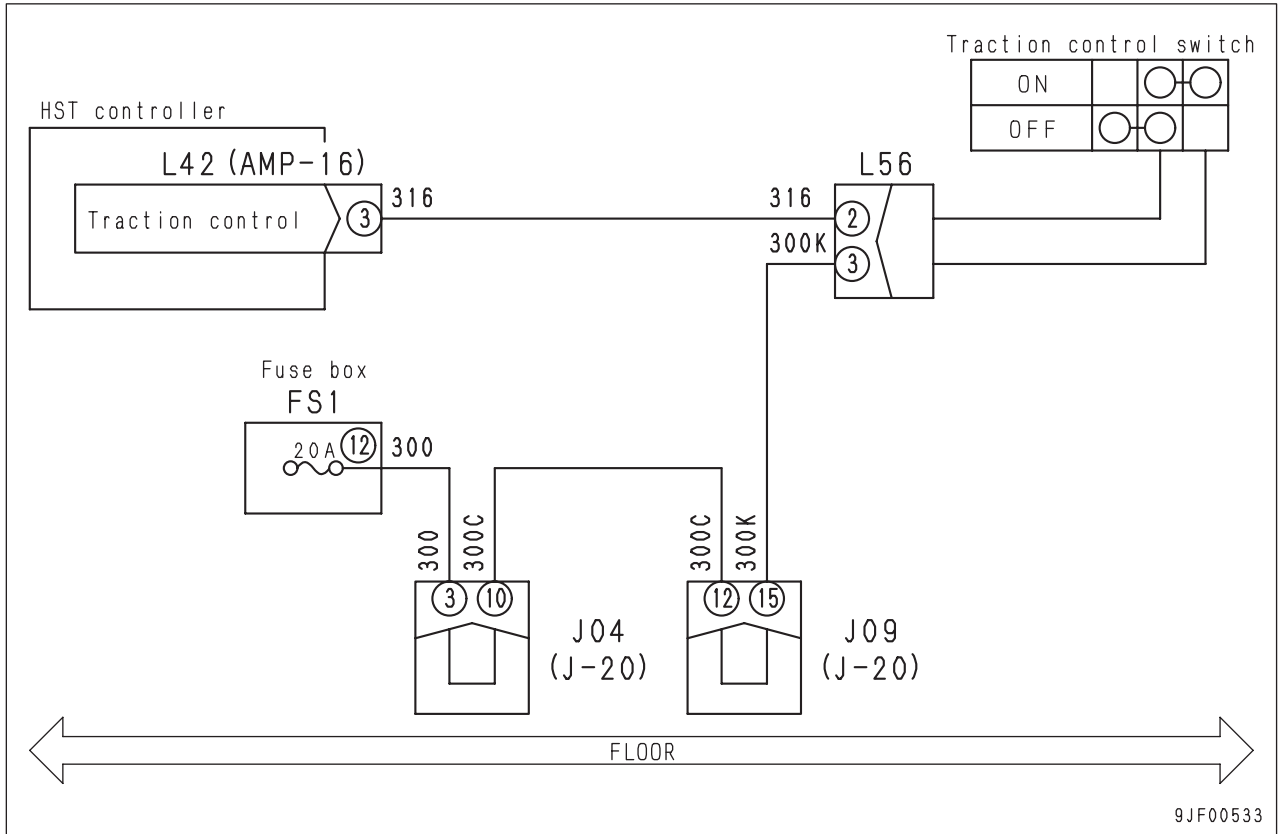 Traction control switch
ON
OFF
HST controller
L42 (AMP-16)
Traction control
3
316
316
300K
L56
2
3
Fuse box
FS1
20A
12
300
300
300C
300C
300K
3
10
12
15
J04
(J-20)
J09
(J-20)
FLOOR
9JF00533